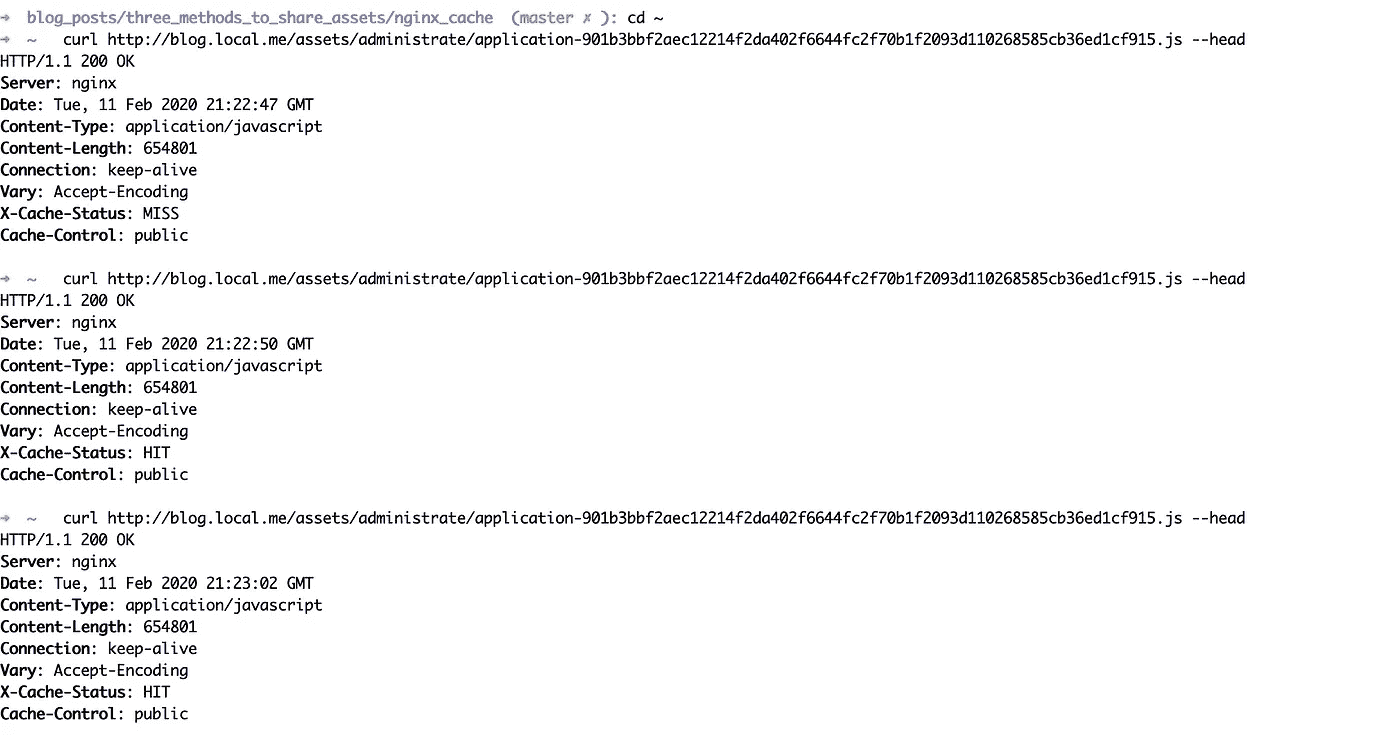 ➜  blog_posts/three_methods_to_share_assets/nginx_cache  (master ✗ ): cd ~
➜  ~   curl http://blog.local.me/assets/administrate/application-901b3bbf2aec12214f2da402f6644fc2f70b1f2093d110268585cb36ed1cf915.js --head
HTTP/1.1 200 OK
Server: nginx
Date: Tue, 11 Feb 2020 21:22:47 GMT
Content-Type: application/javascript
Content-Length: 654801
Connection: keep-alive
Vary: Accept-Encoding
X-Cache-Status: MISS
Cache-Control: public

➜  ~   curl http://blog.local.me/assets/administrate/application-901b3bbf2aec12214f2da402f6644fc2f70b1f2093d110268585cb36ed1cf915.js --head
HTTP/1.1 200 OK
Server: nginx
Date: Tue, 11 Feb 2020 21:22:50 GMT
Content-Type: application/javascript
Content-Length: 654801
Connection: keep-alive
Vary: Accept-Encoding
X-Cache-Status: HIT
Cache-Control: public

➜  ~   curl http://blog.local.me/assets/administrate/application-901b3bbf2aec12214f2da402f6644fc2f70b1f2093d110268585cb36ed1cf915.js --head
HTTP/1.1 200 OK
Server: nginx
Date: Tue, 11 Feb 2020 21:23:02 GMT
Content-Type: application/javascript
Content-Length: 654801
Connection: keep-alive
Vary: Accept-Encoding
X-Cache-Status: HIT
Cache-Control: public